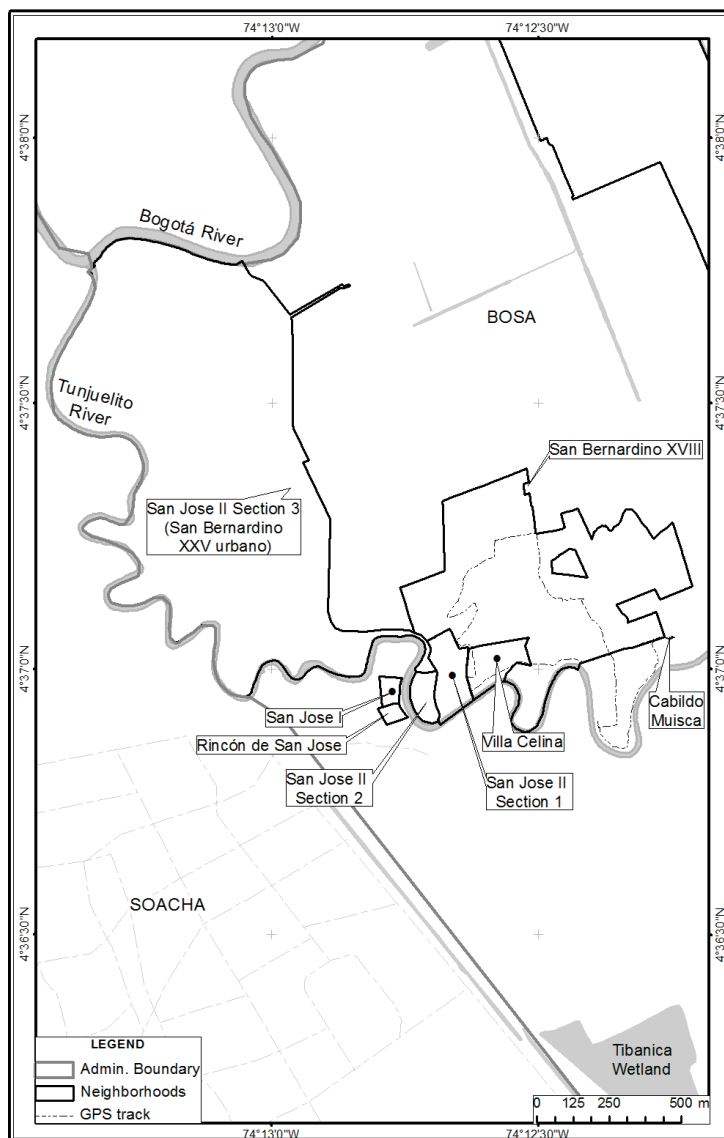 74°13'0"W
74°12'30"W
4°38'0"N
4°38'0"N
Bogotá River
BOSA
4°37'30"N
4°37'30"N
Tunjuelito
River
San Bernardino XVIII
San Jose II Section 3
(San Bernardino
XXV urbano)
4°37'0"N
4°37'0"N
Cabildo
Muisca
San Jose I
Rincón de San Jose
Villa Celina
San Jose II
Section 2
San Jose II
Section 1
SOACHA
4°36'30"N
4°36'30"N
LEGEND
Admin. Boundary
Neighborhoods
GPS track
Tibanica
Wetland
0 125 250 500 m
74°13'0"W
74°12'30"W